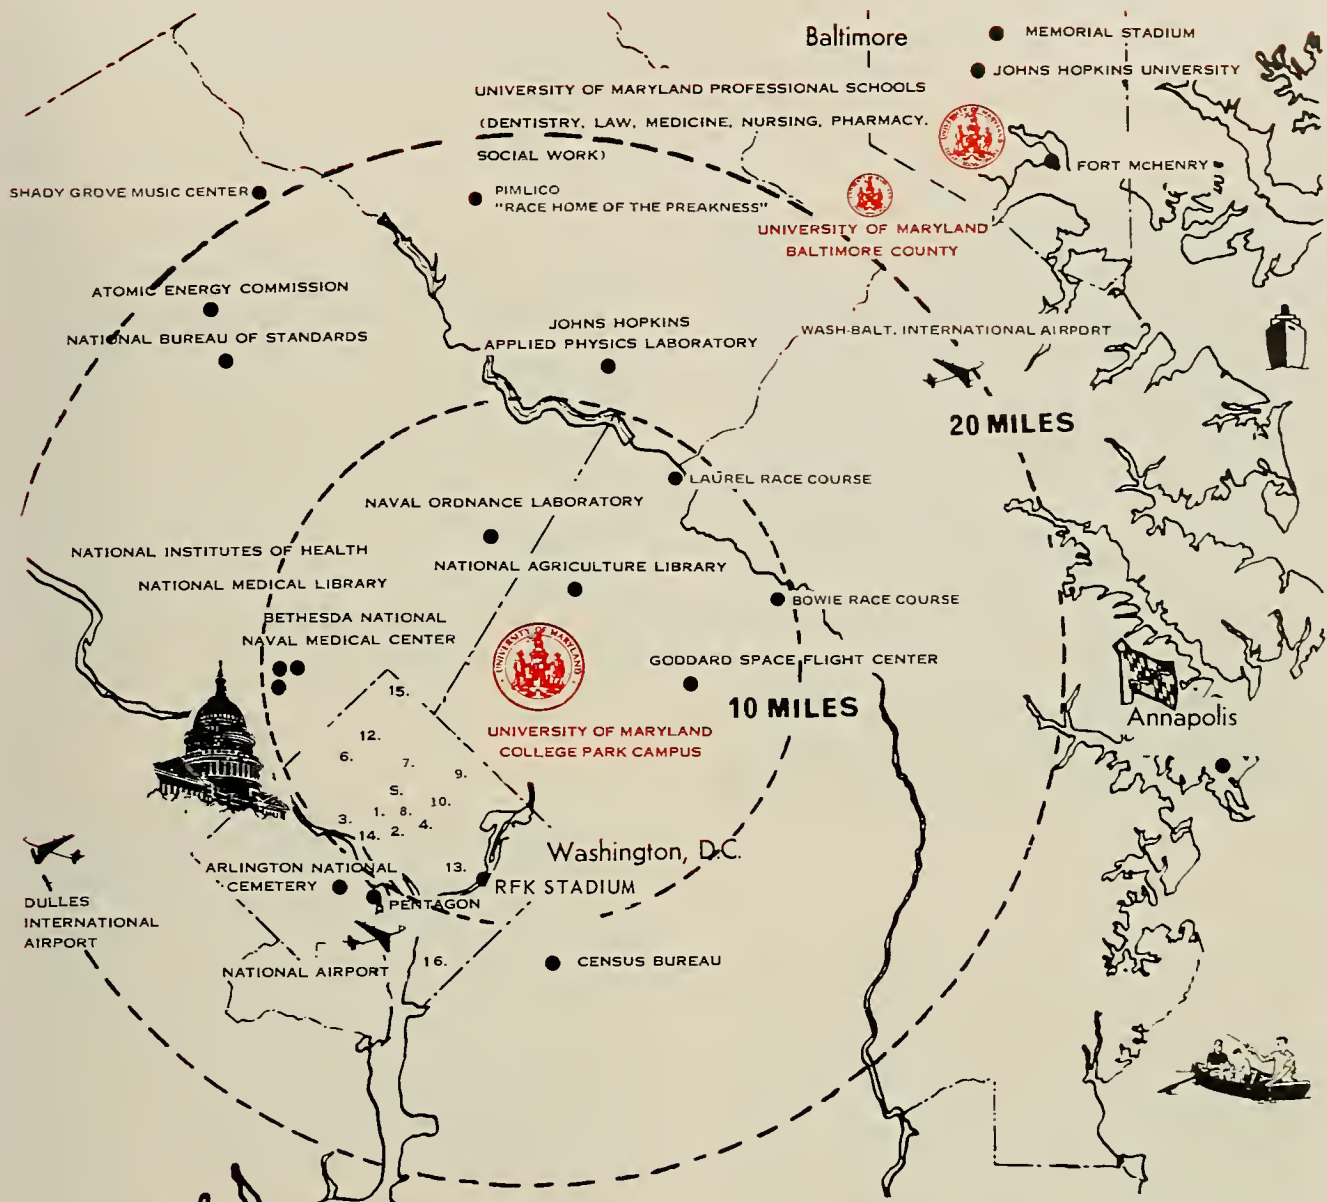 Baltimore
MEMORIAL STADIUM
JOHNS HOPKINS UNIVERSITY
UNIVERSITY OF MARYLAND PROFESSIONAL SCHOOLS
(DENTISTRY, LAW, MEDICINE, NURSING, PHARMACY,
SOCIAL WORK)
FORT MCHENRY
SHADY GROVE MUSIC CENTER
PIMLICO
"RACE HOME OF THE PREAKNESS"
UNIVERSITY OF MARYLAND
BALTIMORE COUNTY
ATOMIC ENERGY COMMISSION
NATIONAL BUREAU OF STANDARDS
JOHNS HOPKINS
APPLIED PHYSICS LABORATORY
WASH-BALT. INTERNATIONAL AIRPORT
20 MILES
LAUREL RACE COURSE
NAVAL ORDNANCE LABORATORY
NATIONAL INSTITUTES OF HEALTH
NATIONAL MEDICAL LIBRARY
NATIONAL AGRICULTURE LIBRARY
BOWIE RACE COURSE
BETHESDA NATIONAL
NAVAL MEDICAL CENTER
UNIVERSITY OF MARYLAND
GODDARD SPACE FLIGHT CENTER
10 MILES
UNIVERSITY OF MARYLAND
COLLEGE PARK CAMPUS
Annapolis
15.
12.
6.
7.
9.
S.
10.
3.
1.
8.
14.
2.
4.
13.
Washington, D.C.
RFK STADIUM
ARLINGTON NATIONAL
CEMETERY
PENTAGON
DULLES
INTERNATIONAL
AIRPORT
NATIONAL AIRPORT
16.
CENSUS BUREAU